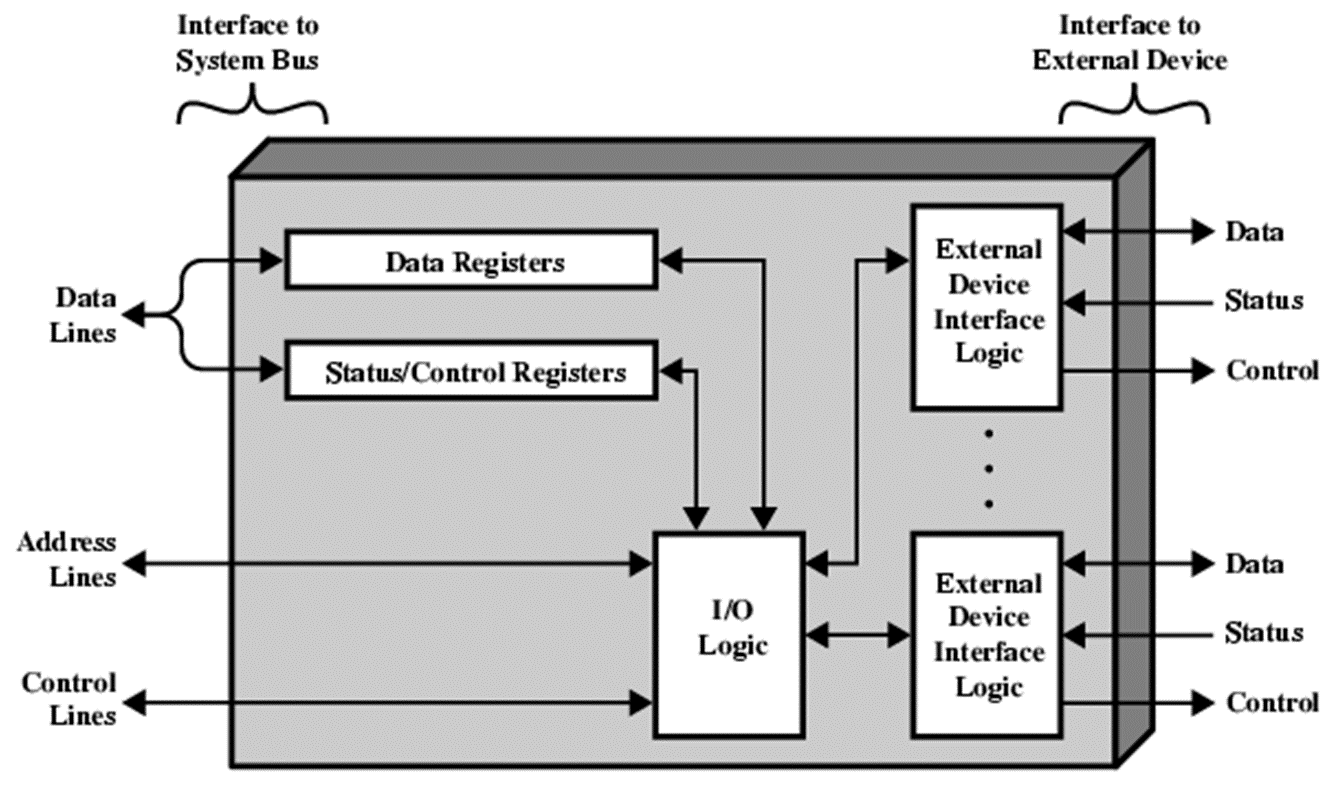 Interface to
System Bus
Interface to
External Device
Data Registers
Status/Control Registers
Data
Lines
Address
Lines
Control
Lines
I/O
Logic
External
Device
Interface
Logic
Data
Status
Control
External
Device
Interface
Logic
Data
Status
Control